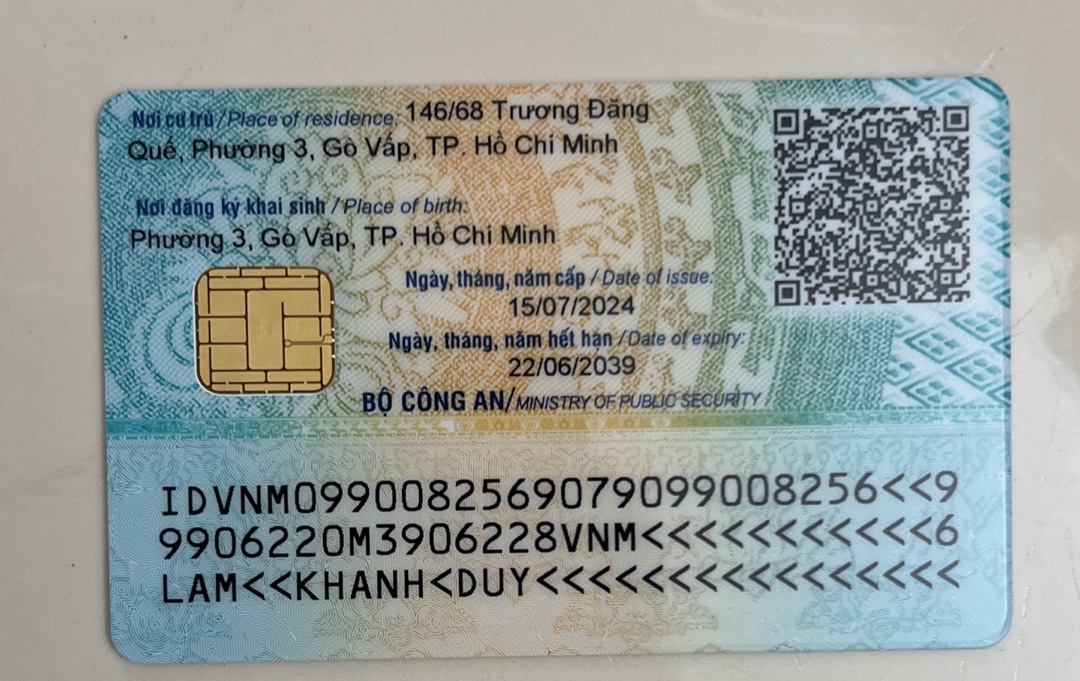 Nơi cư trú / Place of residence: 146/68 Trương Đăng
Quế, Phường 3, Gò Vấp, TP. Hồ Chí Minh
Nơi đăng ký khai sinh / Place of birth:
Phường 3, Gò Vấp, TP. Hồ Chí Minh
Ngày, tháng, năm cấp / Date of issue:
15/07/2024
Ngày, tháng, năm hết hạn / Date of expiry:
22/06/2039
BỘ CÔNG AN/MINISTRY OF PUBLIC SECURITY
IDVNM0990082569079099008256<<9
9906220M3906228VNM<<<<<<<<<<<6
LAM<<KHANH<DUY<<<<<<<<<<<<<<<<